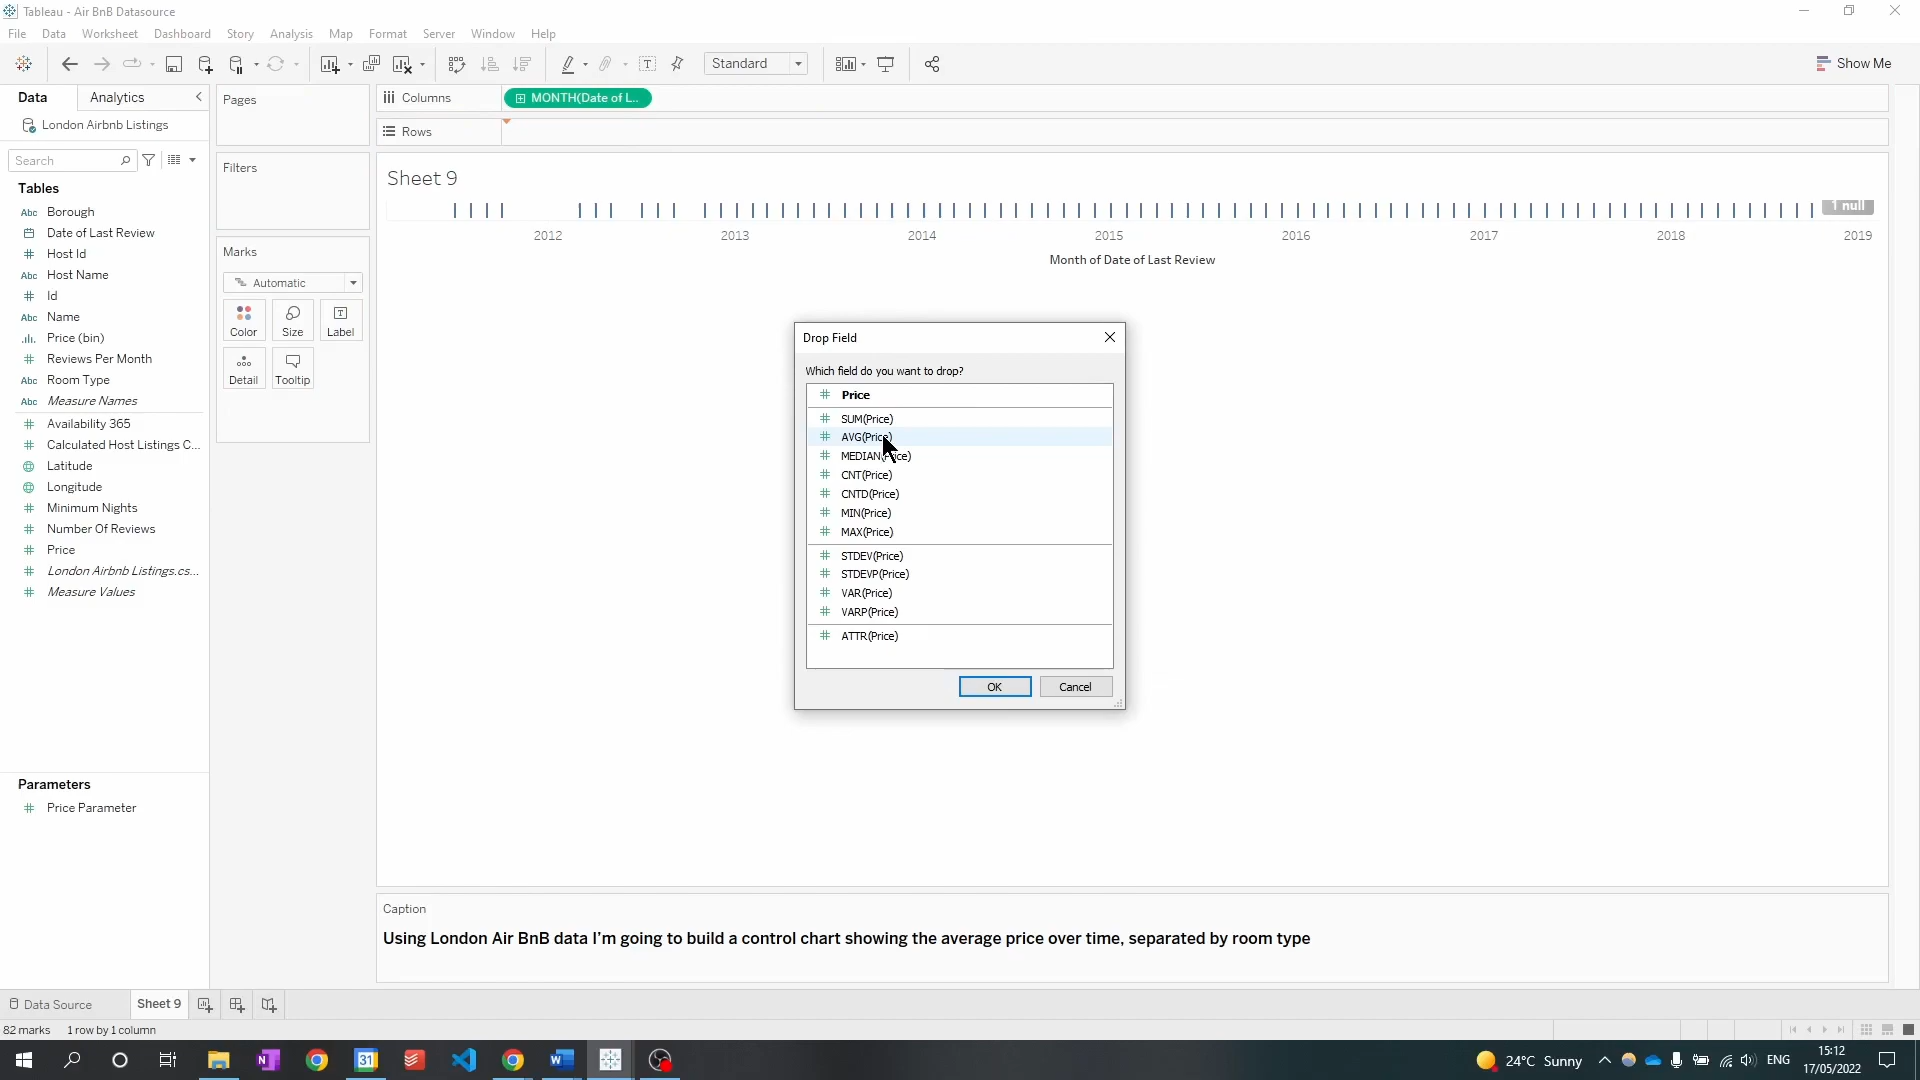 Tableau - Air BnB Datasource
File Data Worksheet Dashboard Story Analysis Map Format Server Window Help
Standard
Show Me
Data Analytics
London Airbnb Listings
Search
Tables
Abc Borough
Date of Last Review
Host Id
Abc Host Name
Id
Abc Name
Price (bin)
Reviews Per Month
Abc Room Type
Abc Measure Names
Availability 365
Calculated Host Listings C...
Latitude
Longitude
Minimum Nights
Number Of Reviews
Price
London Airbnb Listings.cs...
Measure Values
Parameters
Price Parameter
Pages
Filters
Marks
Automatic
Color Size Label
Detail Tooltip
Columns MONTH(Date of L..
Rows
Sheet 9
1 null
2012 2013 2014 2015 2016 2017 2018 2019
Month of Date of Last Review
Drop Field
Which field do you want to drop?
Price
SUM(Price)
AVG(Price)
MEDIAN(Price)
CNT(Price)
CNTD(Price)
MIN(Price)
MAX(Price)
STDEV(Price)
STDEVP(Price)
VAR(Price)
VARP(Price)
ATTR(Price)
OK Cancel
Caption
Using London Air BnB data I'm going to build a control chart showing the average price over time, separated by room type
Data Source Sheet 9
82 marks 1 row by 1 column
24°C Sunny ENG
15:12
17/05/2022